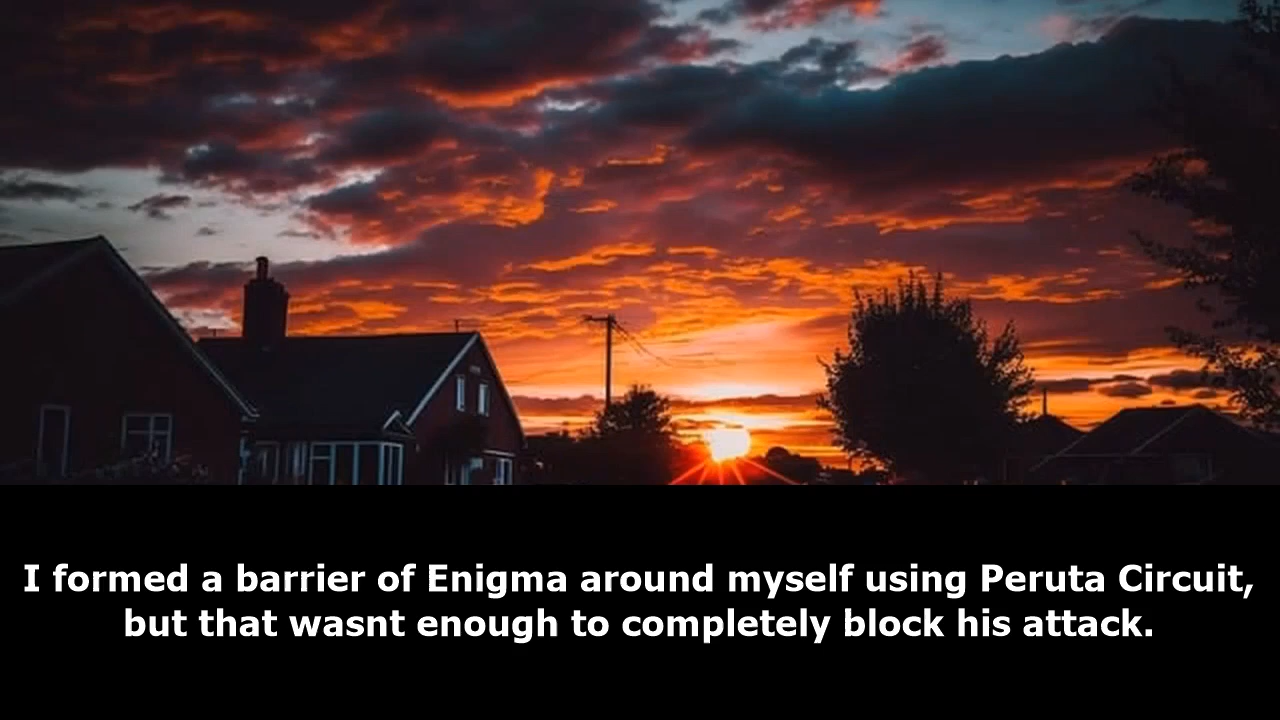 I formed a barrier of Enigma around myself using Peruta Circuit,
but that wasnt enough to completely block his attack.